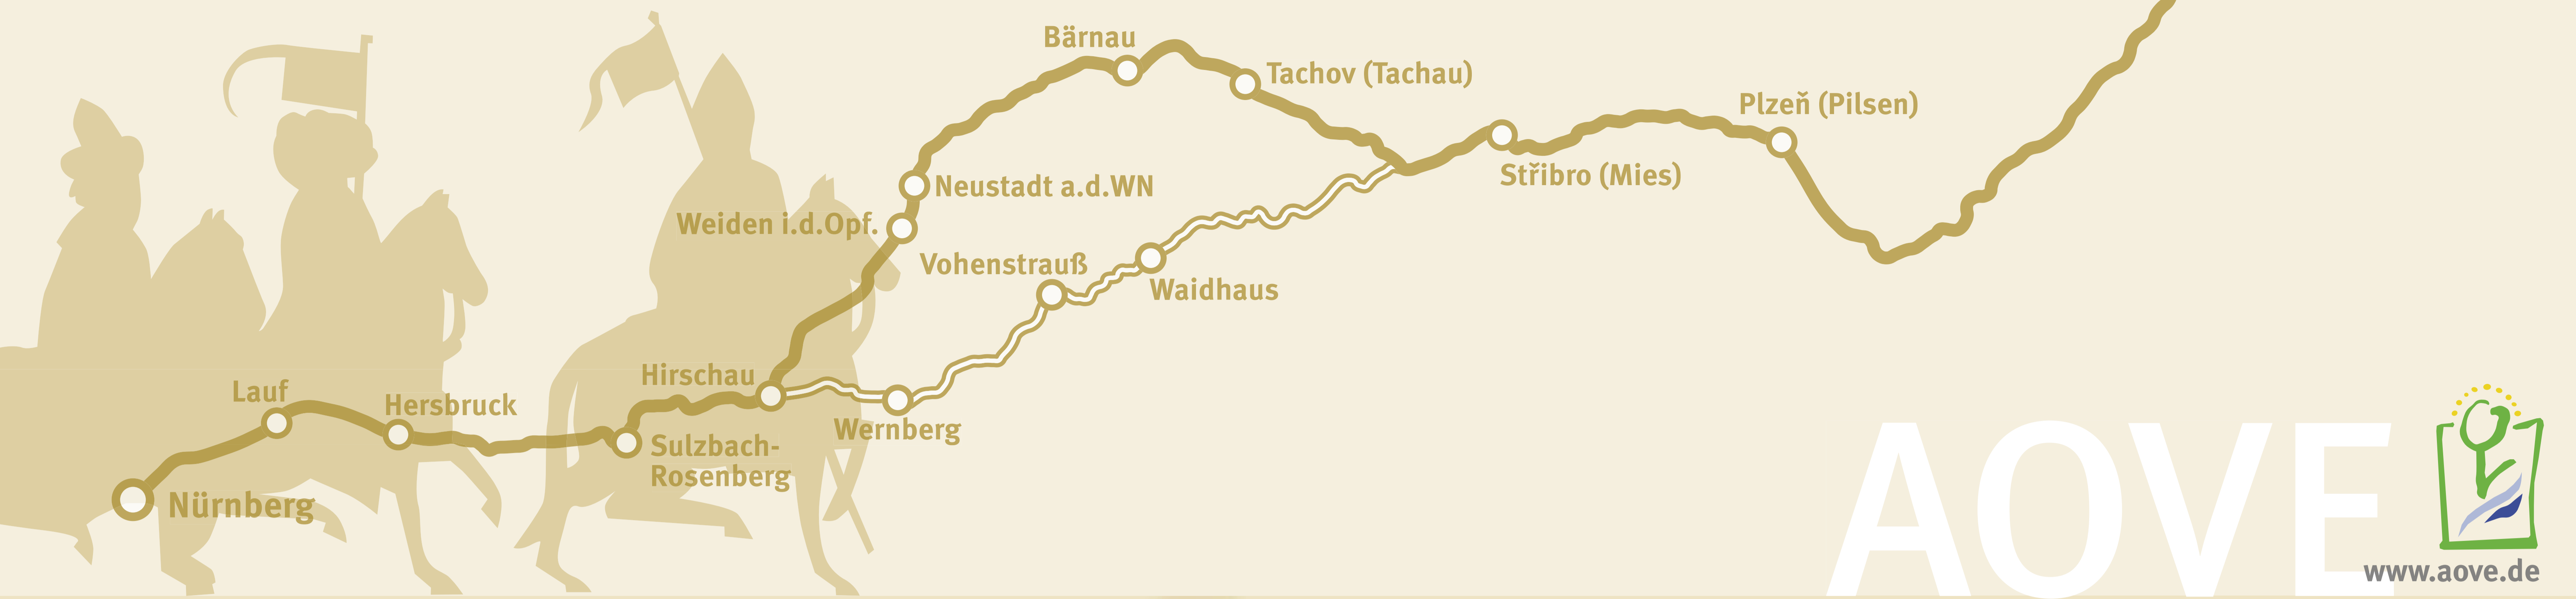 Bärnau
Tachov (Tachau)
Plzeň (Pilsen)
Stříbro (Mies)
Neustadt a.d.WN
Weiden i.d.Opf.
Vohenstrauß
Waidhaus
Hirschau
Lauf
Hersbruck
Wernberg
Sulzbach-
Rosenberg
Nürnberg
AOVE
www.aove.de